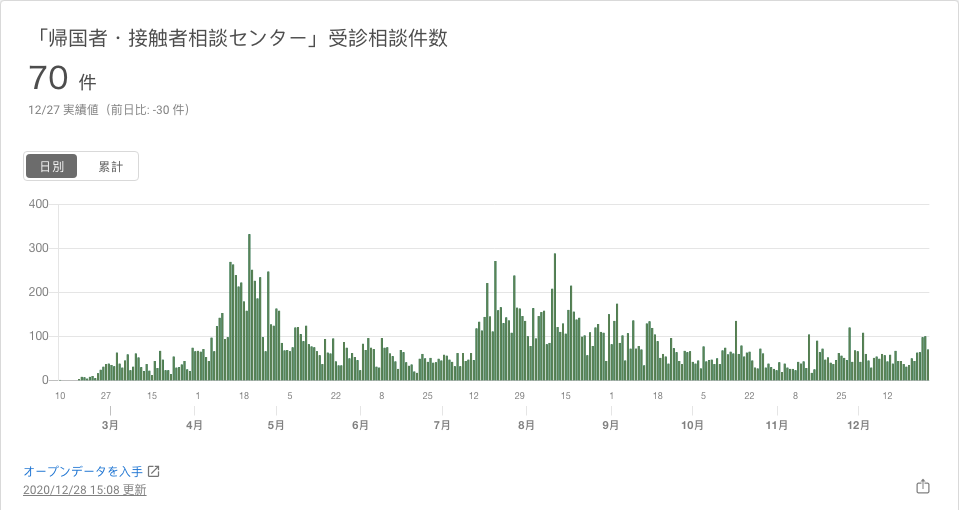 「帰国者・接触者相談センター」受診相談件数
70 件
12/27 実績値（前日比: -30 件）
日別 累計
400
300
200
100
0
10 27 15 1 18 5 22 8 25 12 29 15 1 18 5 22 8 25 12
3月 4月 5月 6月 7月 8月 9月 10月 11月 12月
オープンデータを入手
2020/12/28 15:08 更新